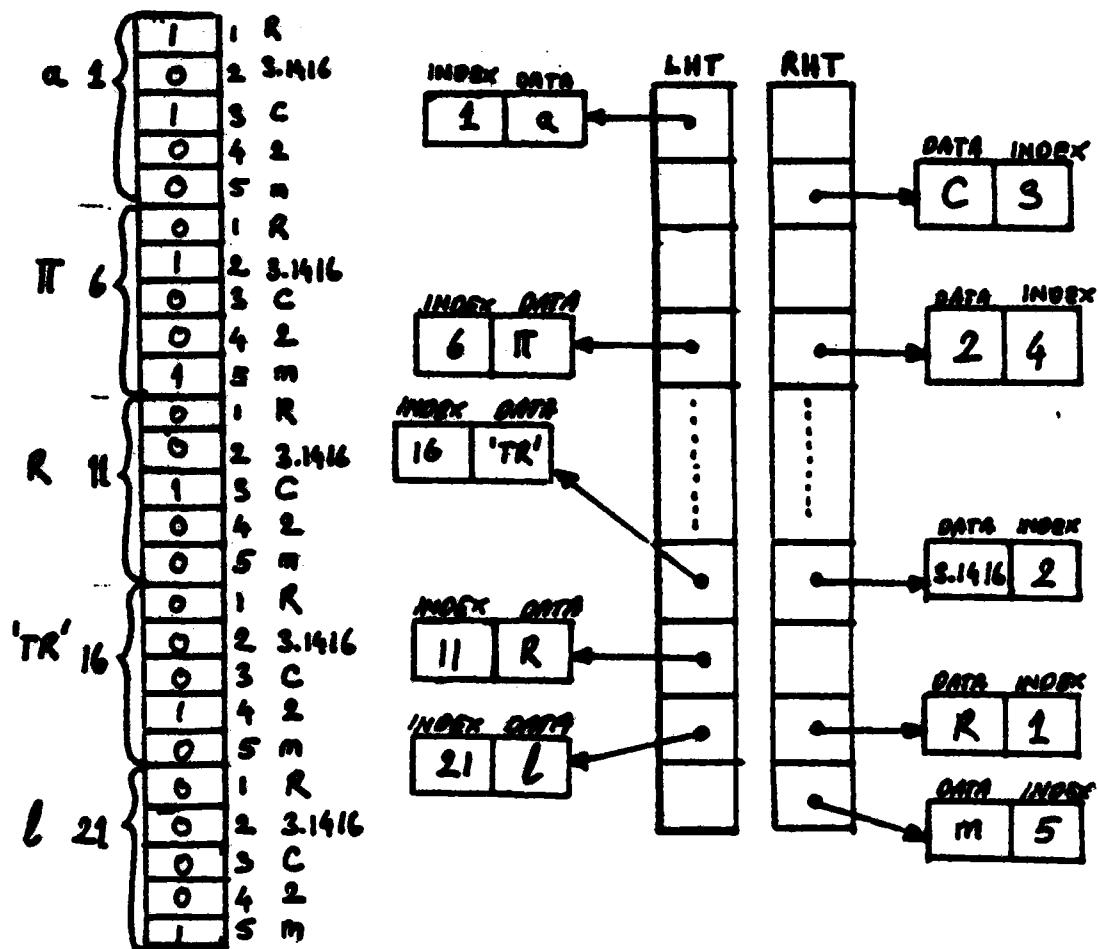 1 1 R
a 1 0 2 3.1416
1 3 C
0 4 2
0 5 m
0 1 R
π 6 1 2 3.1416
0 3 C
0 4 2
1 5 m
0 1 R
0 2 3.1416
R 11 1 3 C
0 4 2
0 5 m
0 1 R
'TR' 16 0 2 3.1416
0 3 C
1 4 2
0 5 m
0 1 R
l 21 0 2 3.1416
0 3 C
0 4 2
1 5 m
LHT RHT
INDEX DATA
1 a
INDEX DATA
6 π
INDEX DATA
16 'TR'
INDEX DATA
11 R
INDEX DATA
21 l
DATA INDEX
C 3
DATA INDEX
2 4
DATA INDEX
3.1416 2
DATA INDEX
R 1
DATA INDEX
m 5